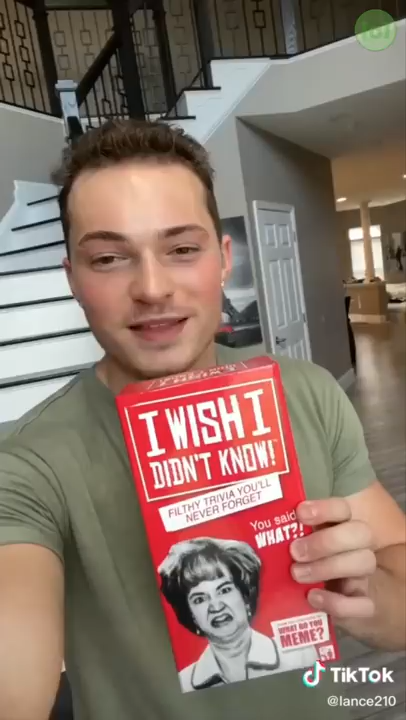 I WISH I
DIDN'T KNOW!
FILTHY TRIVIA YOU'LL
NEVER FORGET
You said
WHAT?!
WHAT DO YOU
MEME?
TikTok
@lance210